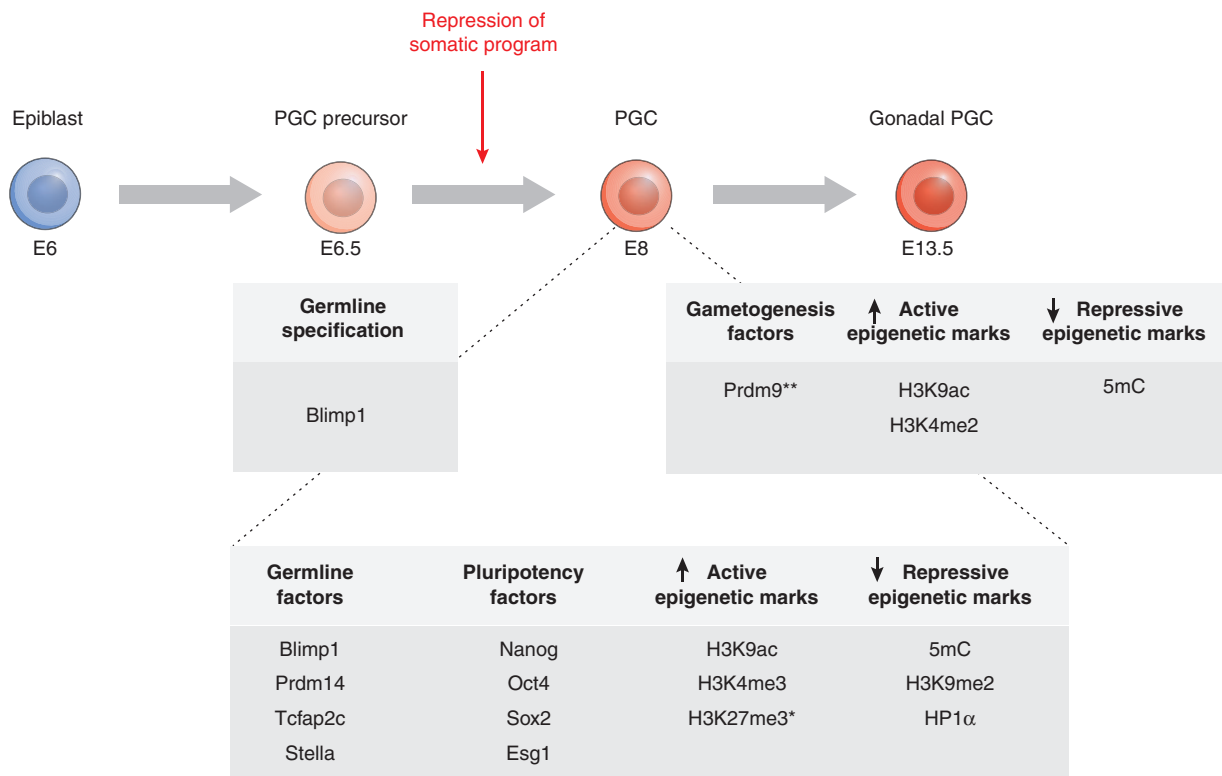 Repression of
somatic program
Epiblast
PGC precursor
PGC
Gonadal PGC
E6
E6.5
E8
E13.5
Germline
specification
Blimp1
Gametogenesis
factors
↑ Active
epigenetic marks
↓ Repressive
epigenetic marks
Prdm9**
H3K9ac
5mC
H3K4me2
Germline
factors
Pluripotency
factors
↑ Active
epigenetic marks
↓ Repressive
epigenetic marks
Blimp1
Nanog
H3K9ac
5mC
Prdm14
Oct4
H3K4me3
H3K9me2
Tcfap2c
Sox2
H3K27me3*
HP1α
Stella
Esg1